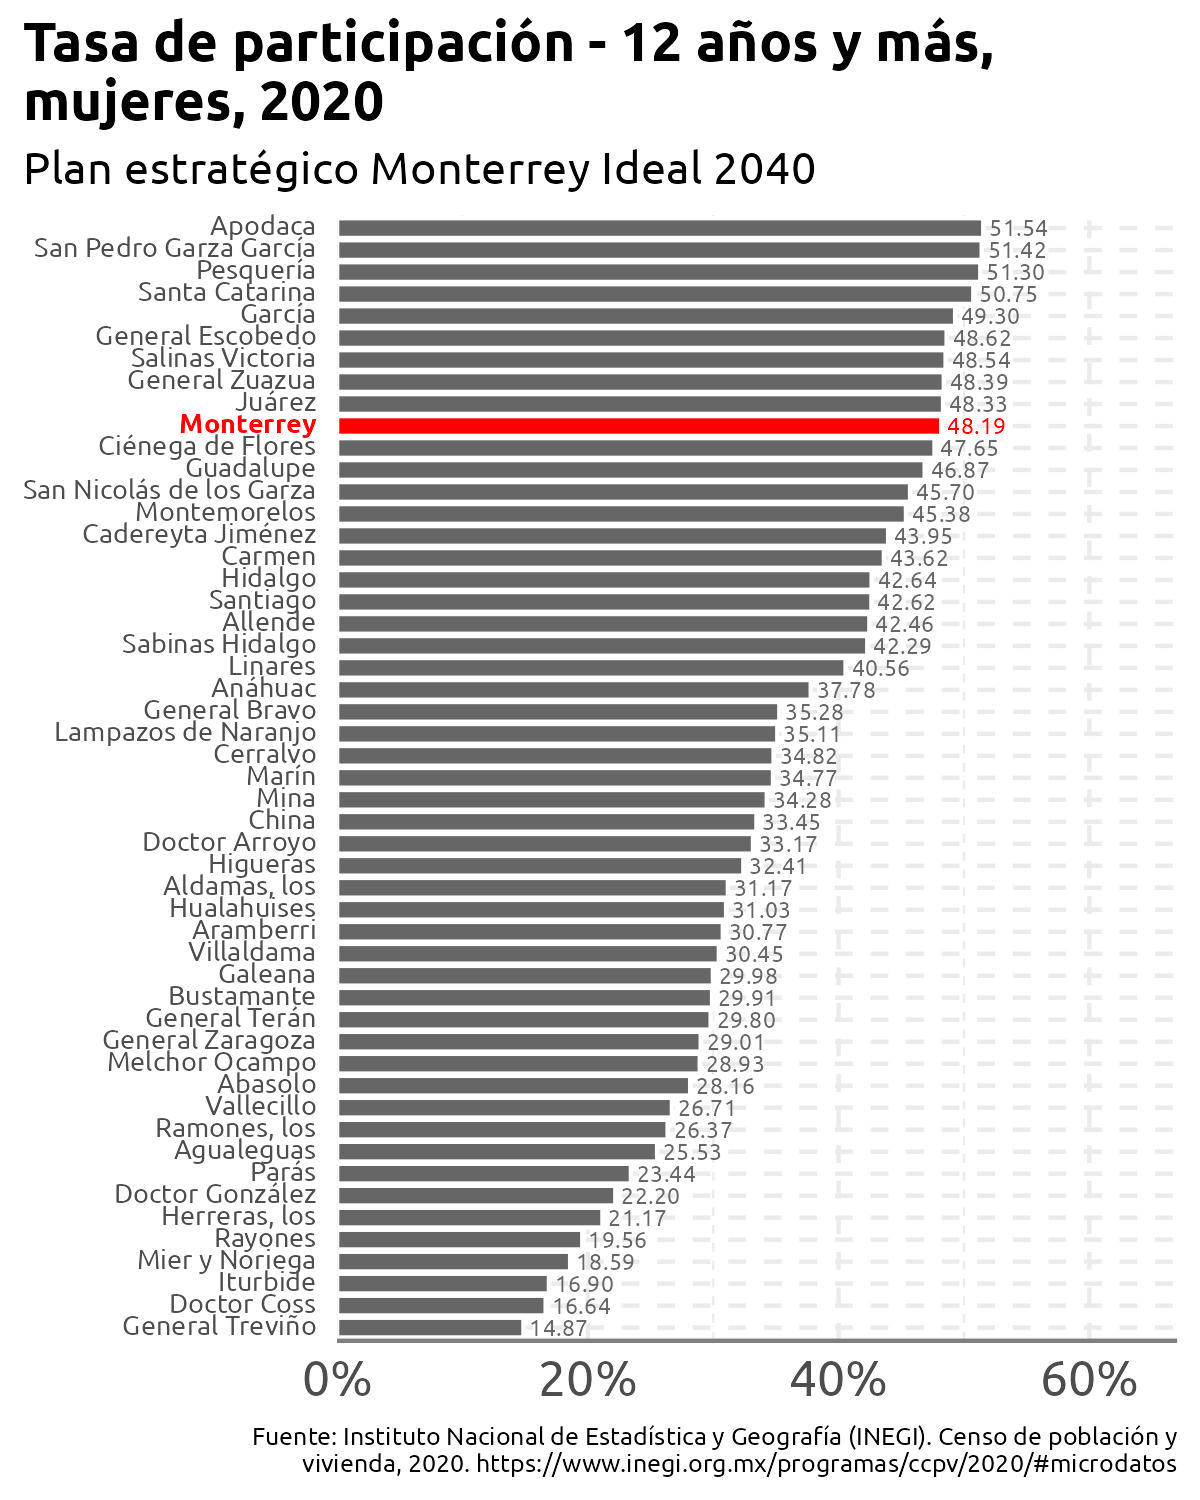 Tasa de participación - 12 años y más,
mujeres, 2020
Plan estratégico Monterrey Ideal 2040
Apodaca 51.54
San Pedro Garza García 51.42
Pesquería 51.30
Santa Catarina 50.75
García 49.30
General Escobedo 48.62
Salinas Victoria 48.54
General Zuazua 48.39
Juárez 48.33
Monterrey 48.19
Ciénega de Flores 47.65
Guadalupe 46.87
San Nicolás de los Garza 45.70
Montemorelos 45.38
Cadereyta Jiménez 43.95
Carmen 43.62
Hidalgo 42.64
Santiago 42.62
Allende 42.46
Sabinas Hidalgo 42.29
Linares 40.56
Anáhuac 37.78
General Bravo 35.28
Lampazos de Naranjo 35.11
Cerralvo 34.82
Marín 34.77
Mina 34.28
China 33.45
Doctor Arroyo 33.17
Higueras 32.41
Aldamas, los 31.17
Hualahuises 31.03
Aramberri 30.77
Villaldama 30.45
Galeana 29.98
Bustamante 29.91
General Terán 29.80
General Zaragoza 29.01
Melchor Ocampo 28.93
Abasolo 28.16
Vallecillo 26.71
Ramones, los 26.37
Agualeguas 25.53
Parás 23.44
Doctor González 22.20
Herreras, los 21.17
Rayones 19.56
Mier y Noriega 18.59
Iturbide 16.90
Doctor Coss 16.64
General Treviño 14.87
0% 20% 40% 60%
Fuente: Instituto Nacional de Estadística y Geografía (INEGI). Censo de población y
vivienda, 2020. https://www.inegi.org.mx/programas/ccpv/2020/#microdatos